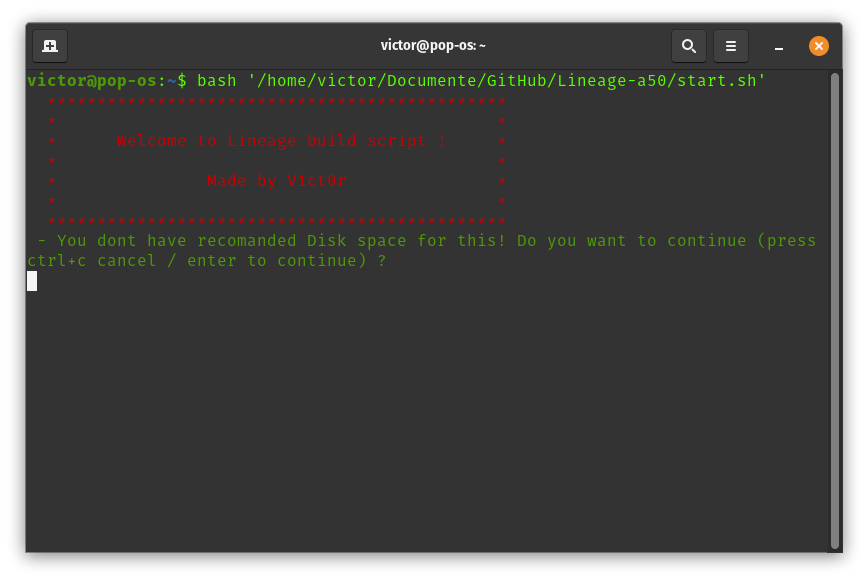 victor@pop-os: ~
victor@pop-os:~$ bash '/home/victor/Documente/GitHub/Lineage-a50/start.sh'
**********************************************
*                                            *
*      Welcome to Lineage build script !     *
*                                            *
*               Made by V1ct0r               *
*                                            *
**********************************************
- You dont have recomanded Disk space for this! Do you want to continue (press
ctrl+c cancel / enter to continue) ?